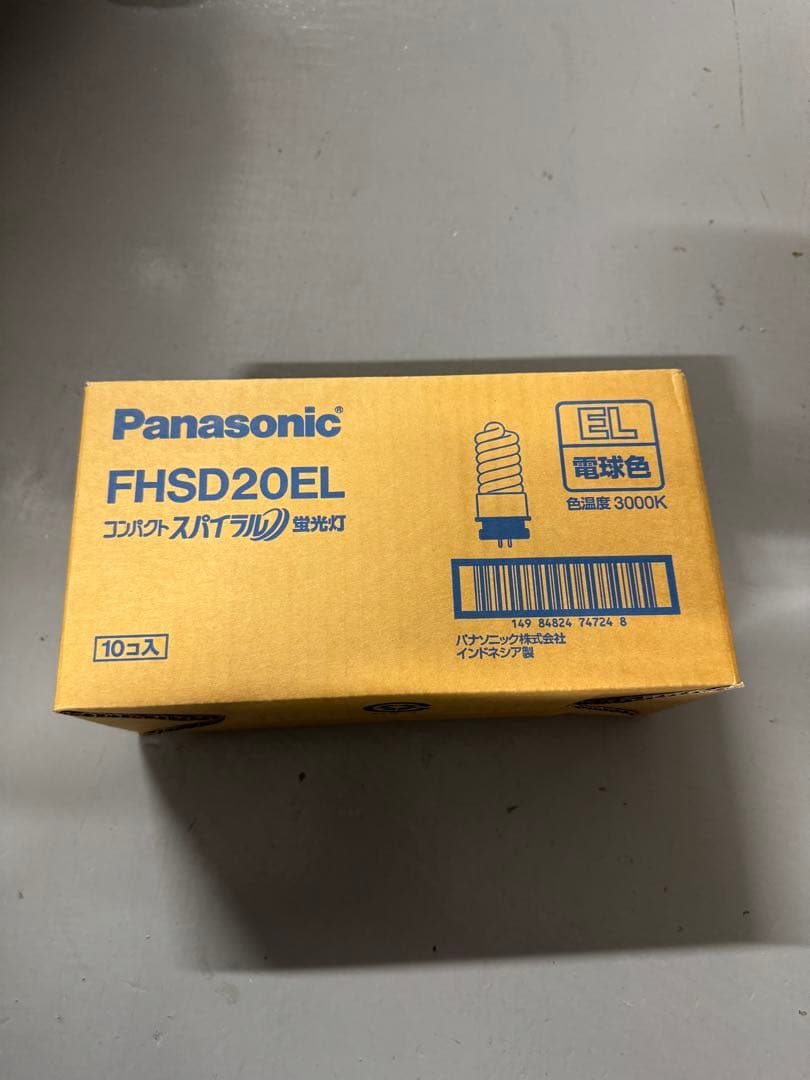 Panasonic®
FHSD20EL
コンパクト スパイラル 蛍光灯
10コ入
EL
電球色
色温度 3000K
149 84824 74724 8
パナソニック株式会社
インドネシア製